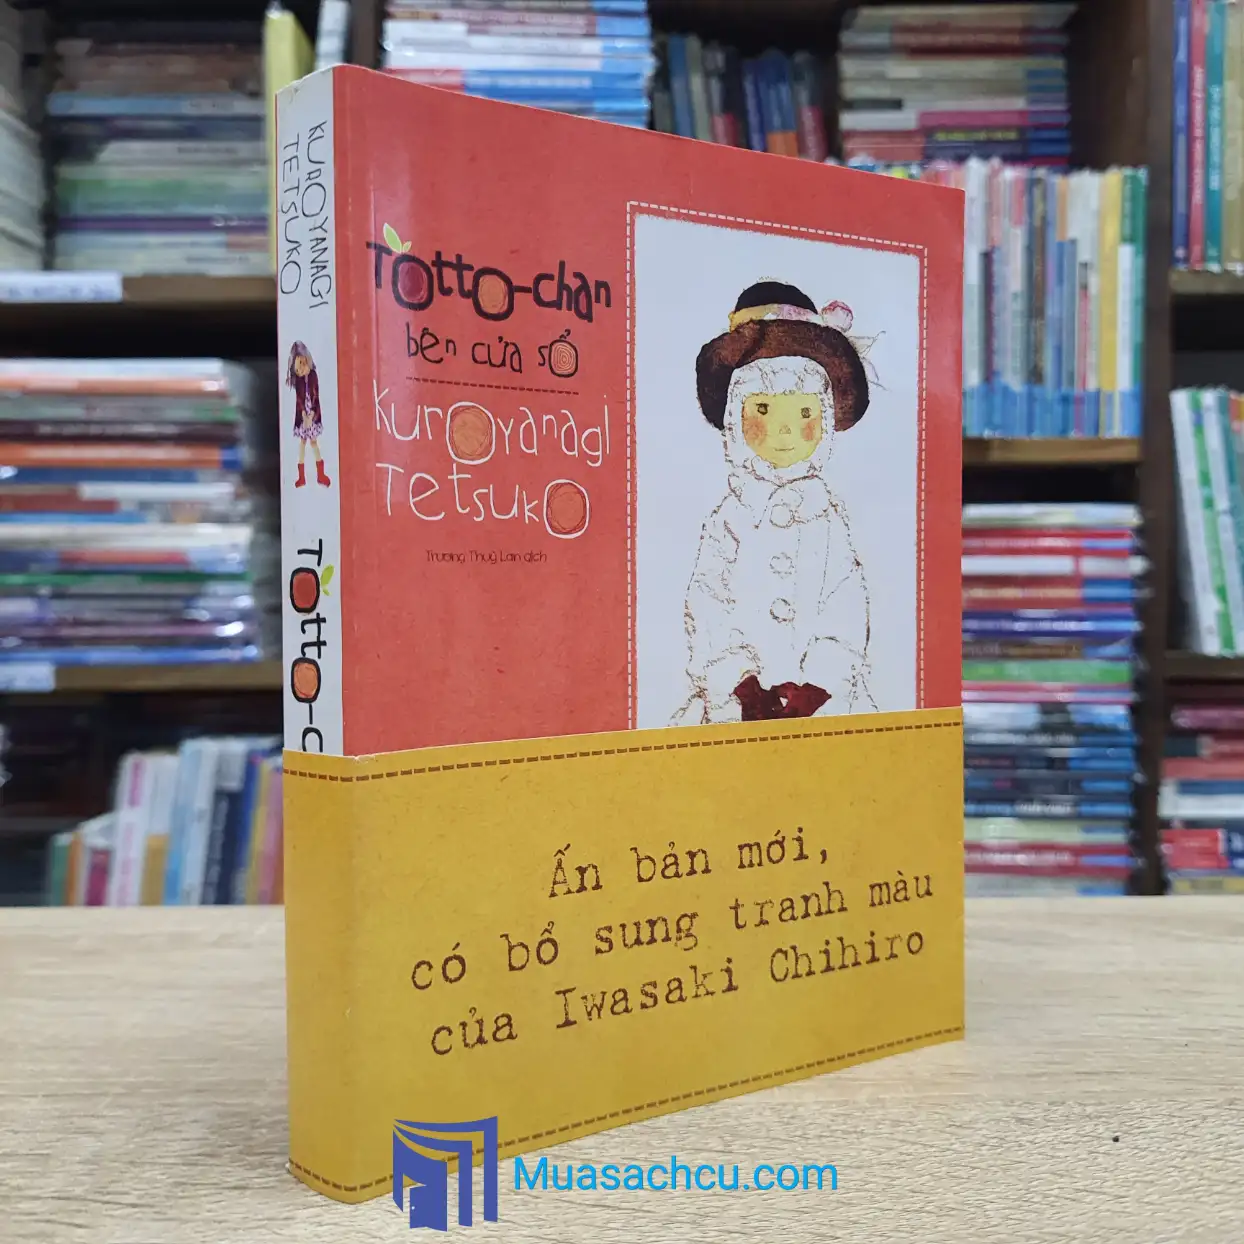 KUROYANAGI
TETSUKO
TOTTO-C
TOTTO-chan
bên cửa sổ
KUROYANAGI
TETSUKO
Trương Thuỳ Lan dịch
Ấn bản mới,
có bổ sung tranh màu
của Iwasaki Chihiro
Muasachcu.com